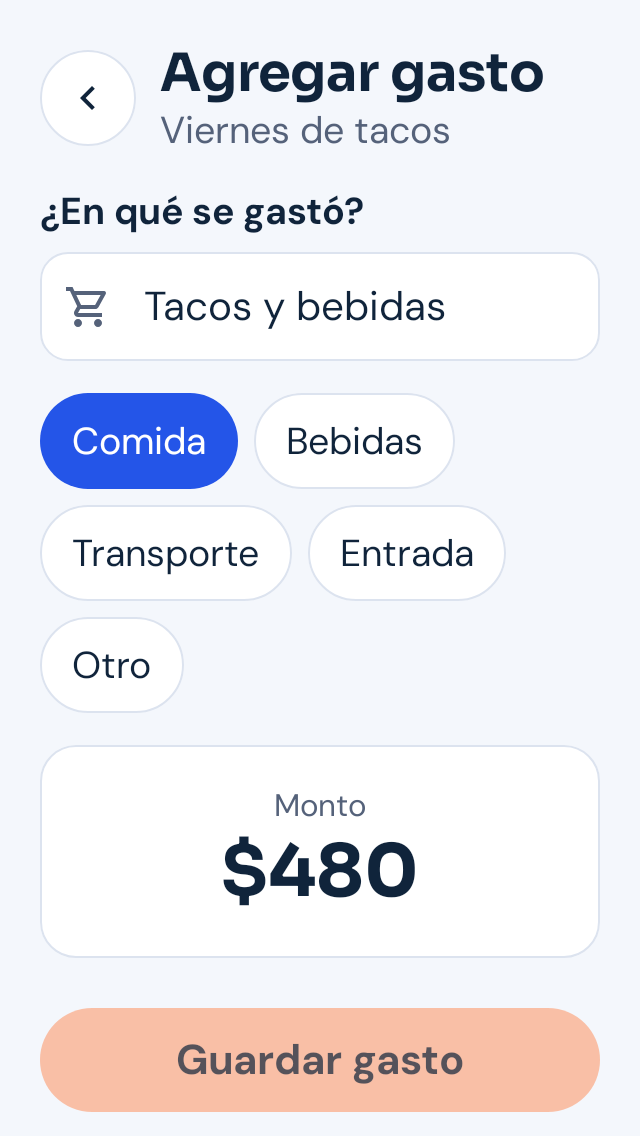 Agregar gasto
Viernes de tacos
¿En qué se gastó?
Tacos y bebidas
Comida
Bebidas
Transporte
Entrada
Otro
Monto
$480
Guardar gasto